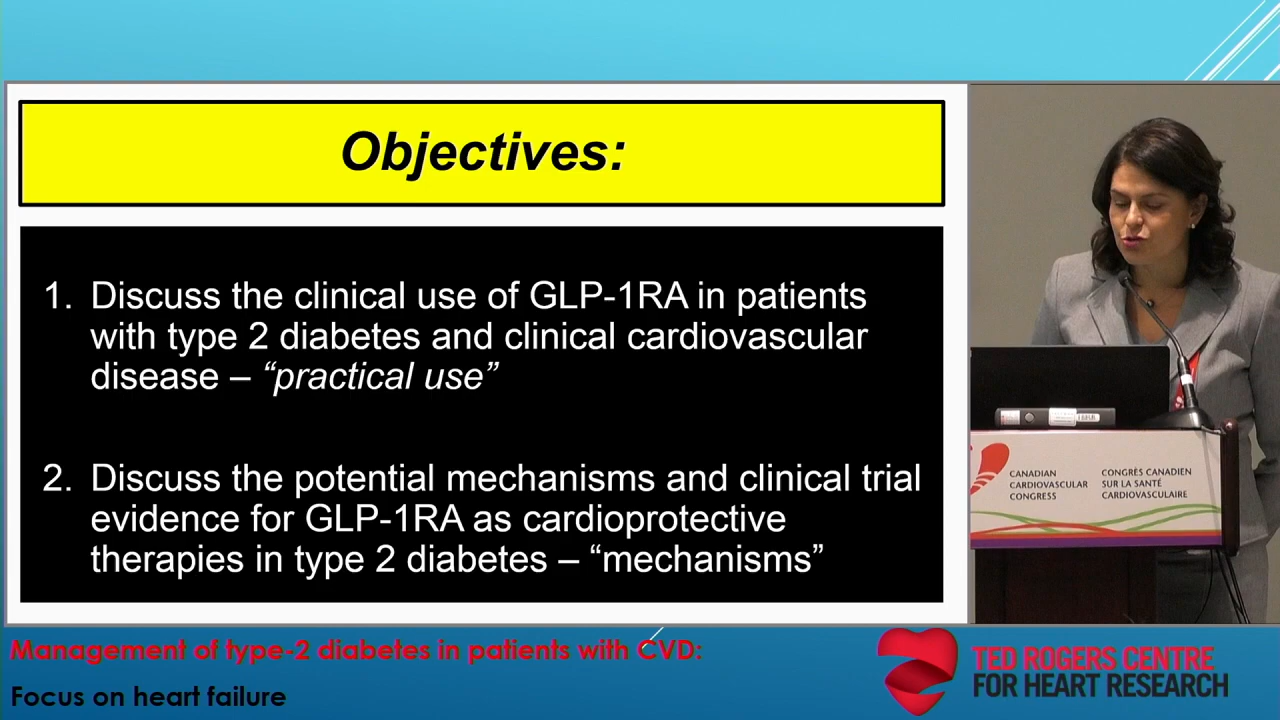 Objectives:
1. Discuss the clinical use of GLP-1RA in patients
with type 2 diabetes and clinical cardiovascular
disease – “practical use”
2. Discuss the potential mechanisms and clinical trial
evidence for GLP-1RA as cardioprotective
therapies in type 2 diabetes – “mechanisms”
CANADIAN
CARDIOVASCULAR
CONGRESS
CONGRÈS CANADIEN
SUR LA SANTÉ
CARDIOVASCULAIRE
Management of type-2 diabetes in patients with CVD:
Focus on heart failure
TED ROGERS CENTRE
FOR HEART RESEARCH